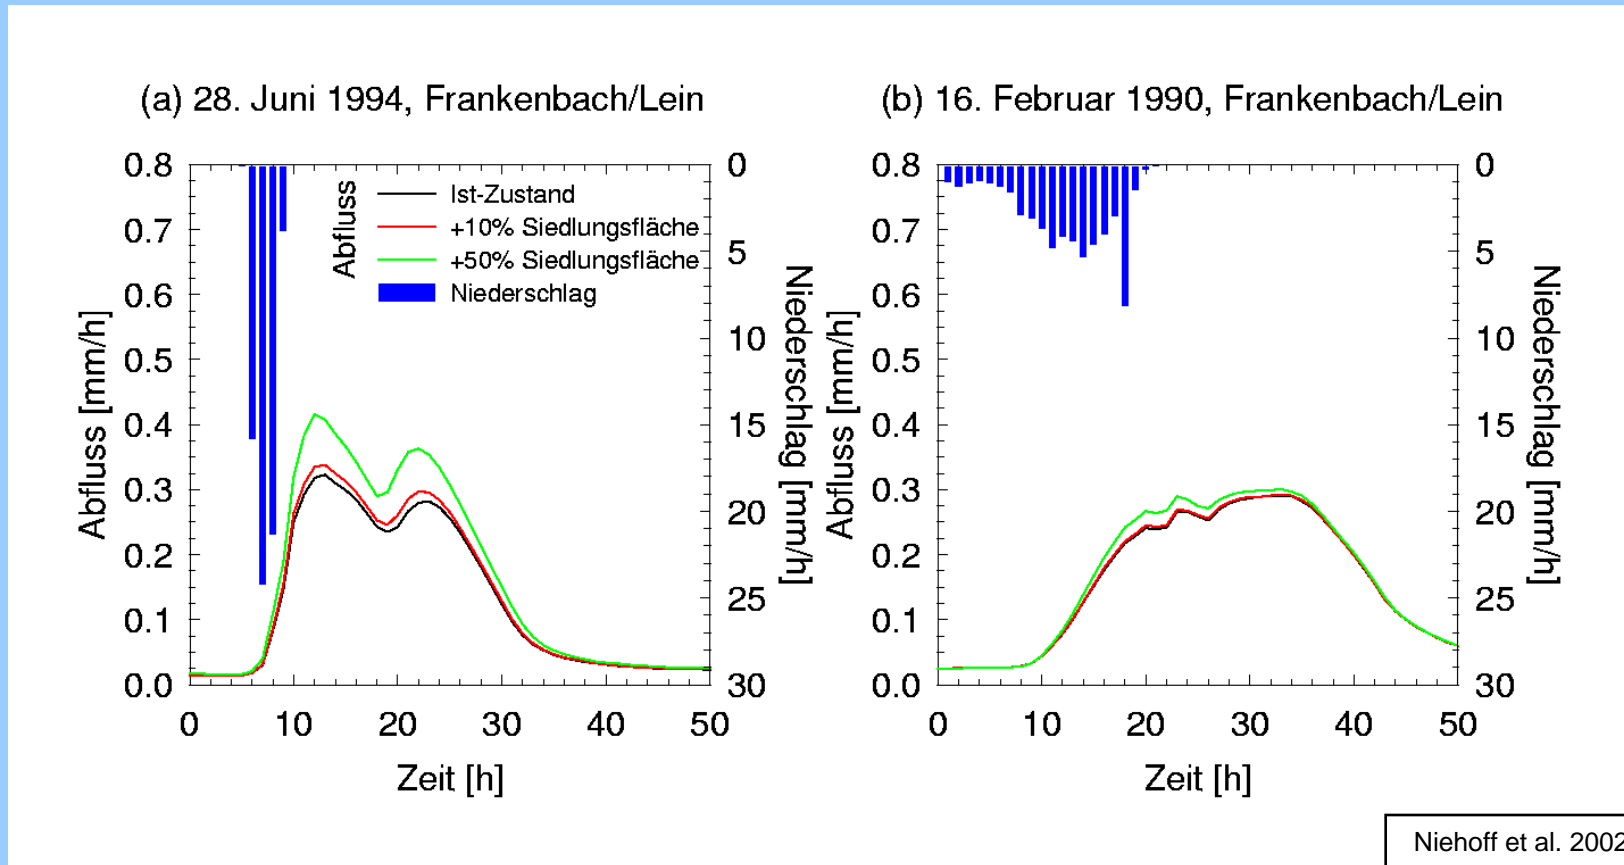 (a) 28. Juni 1994, Frankenbach/Lein
0.8
0.7
0.6
0.5
0.4
0.3
0.2
0.1
0.0
Abfluss [mm/h]
0
5
10
15
20
25
30
Niederschlag [mm/h]
Abfluss
Ist-Zustand
+10% Siedlungsfläche
+50% Siedlungsfläche
Niederschlag
0 10 20 30 40 50
Zeit [h]
(b) 16. Februar 1990, Frankenbach/Lein
0.8
0.7
0.6
0.5
0.4
0.3
0.2
0.1
0.0
Abfluss [mm/h]
0
5
10
15
20
25
30
Niederschlag [mm/h]
0 10 20 30 40 50
Zeit [h]
Niehoff et al. 2002